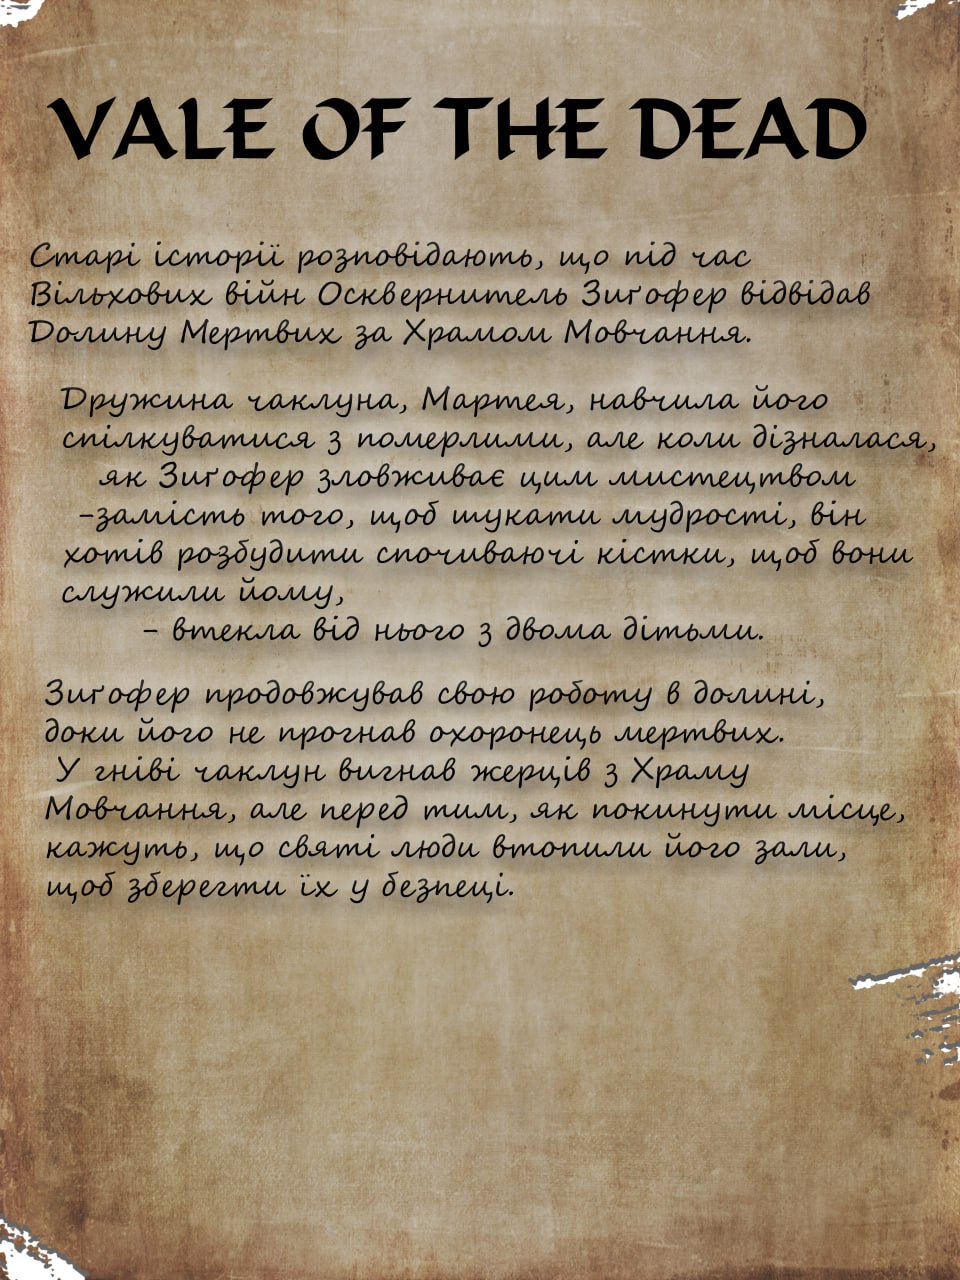 VALE OF THE DEAD
Старі історії розповідають, що під час
Вільхових війн Осквернитель Зиґофер відвідав
Долину Мертвих за Храмом Мовчання.
Дружина чаклуна, Мартея, навчила його
спілкуватися з померлими, але коли дізналася,
як Зиґофер зловживає цим мистецтвом
-замість того, щоб шукати мудрості, він
хотів розбудити спочиваючі кістки, щоб вони
служили йому,
- втекла від нього з двома дітьми.
Зиґофер продовжував свою роботу в долині,
доки його не прогнав охоронець мертвих.
У гніві чаклун вигнав жерців з Храму
Мовчання, але перед тим, як покинути місце,
кажуть, що святі люди втопили його зали,
щоб зберегти їх у безпеці.